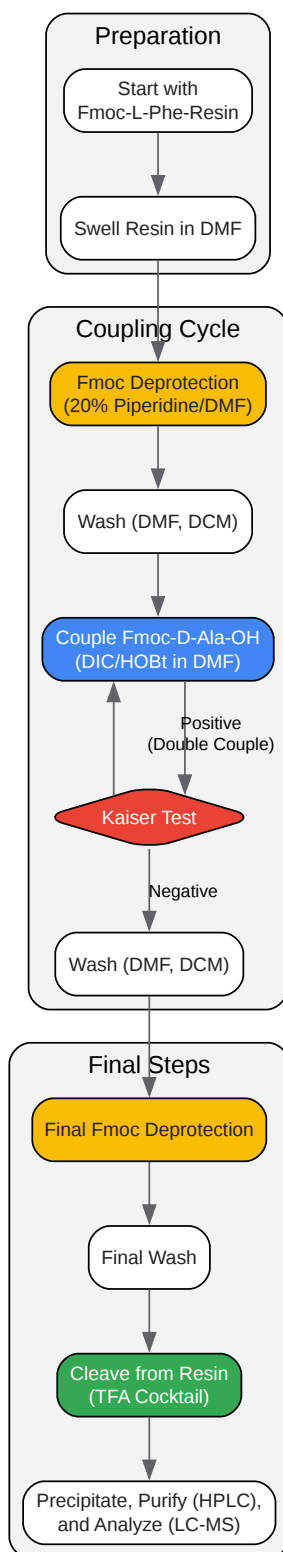 Preparation
Start with
Fmoc-L-Phe-Resin
Swell Resin in DMF
Coupling Cycle
Fmoc Deprotection
(20% Piperidine/DMF)
Wash (DMF, DCM)
Couple Fmoc-D-Ala-OH
(DIC/HOBt in DMF)
Positive
(Double Couple)
Kaiser Test
Negative
Wash (DMF, DCM)
Final Steps
Final Fmoc Deprotection
Final Wash
Cleave from Resin
(TFA Cocktail)
Precipitate, Purify (HPLC),
and Analyze (LC-MS)